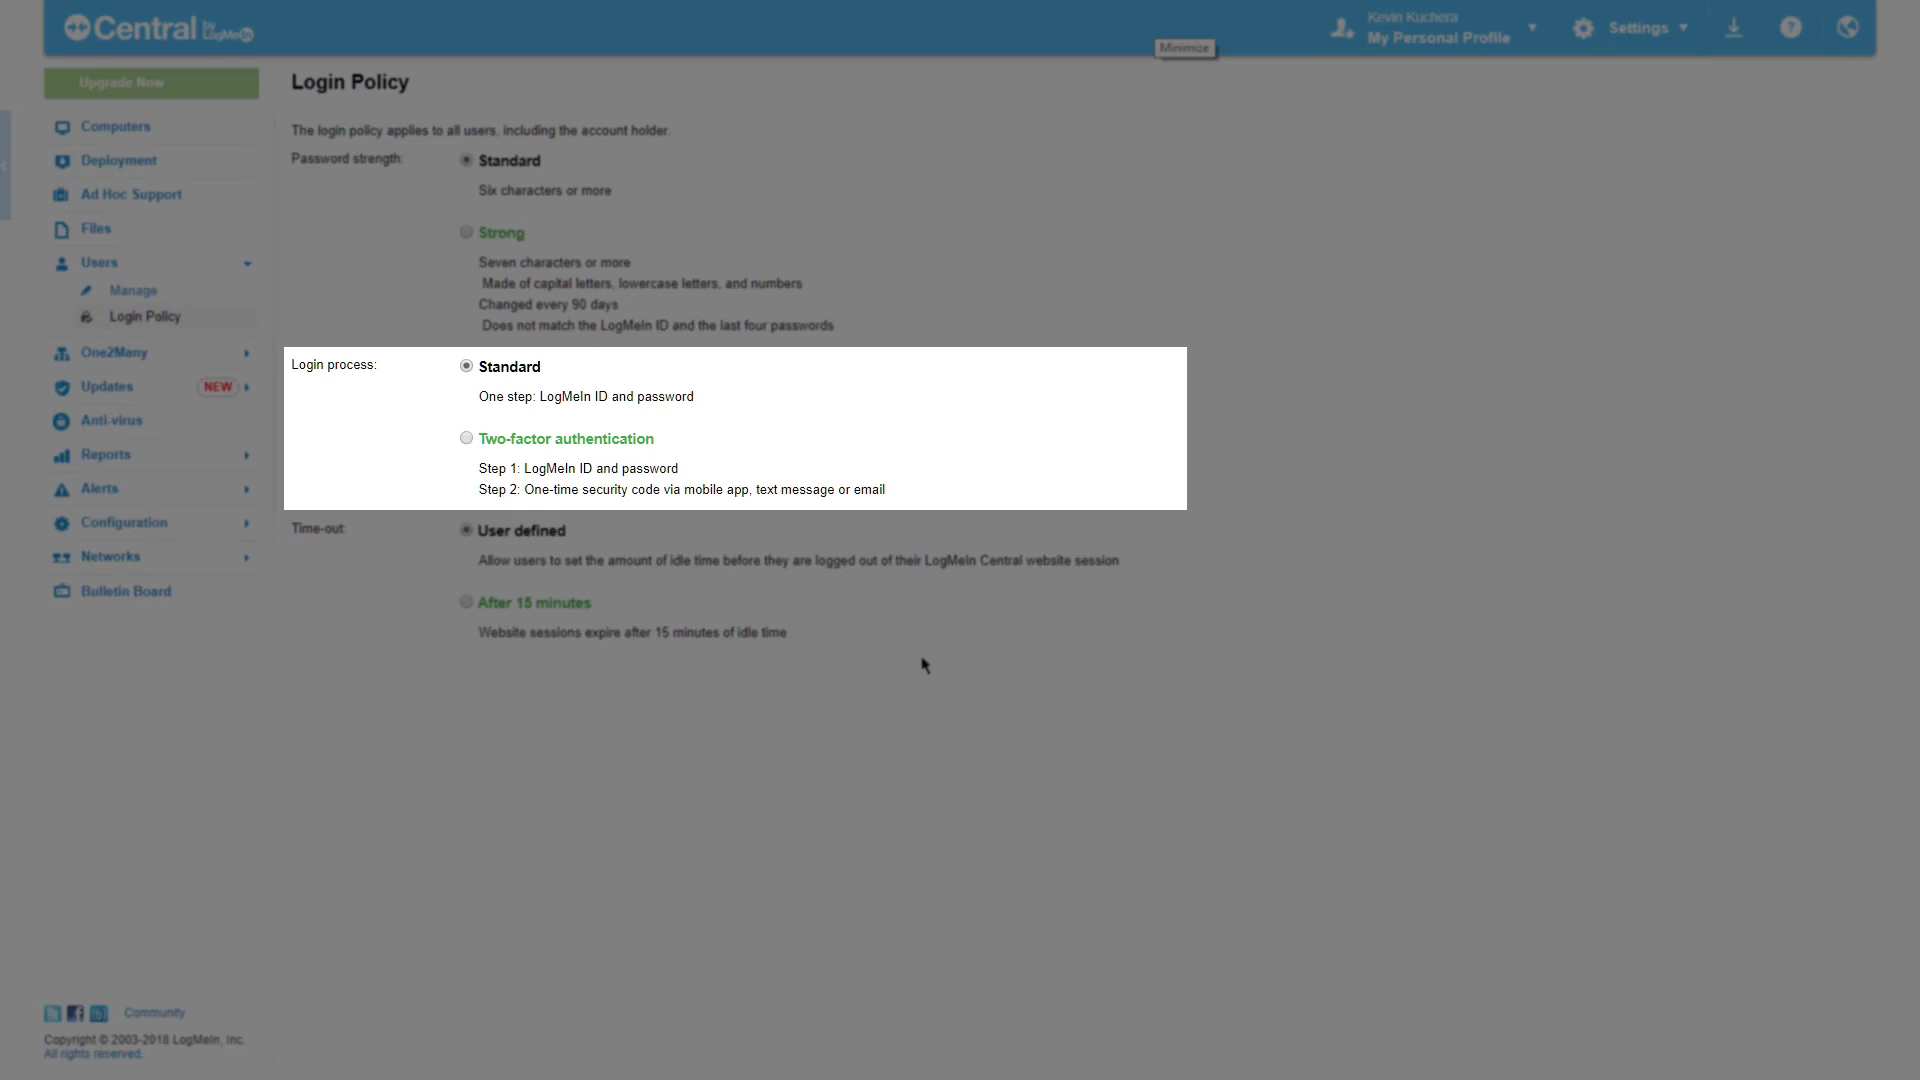 Central by LogMeIn
Kevin Kuchera
My Personal Profile
Settings
?
Minimize
Upgrade Now
Computers
Deployment
Ad Hoc Support
Files
Users
Manage
Login Policy
One2Many
Updates NEW
Anti-virus
Reports
Alerts
Configuration
Networks
Bulletin Board
Login Policy
The login policy applies to all users, including the account holder.
Password strength: Standard
Six characters or more
Strong
Seven characters or more
Made of capital letters, lowercase letters, and numbers
Changed every 90 days
Does not match the LogMeIn ID and the last four passwords
Login process: Standard
One step: LogMeIn ID and password
Two-factor authentication
Step 1: LogMeIn ID and password
Step 2: One-time security code via mobile app, text message or email
Time-out: User defined
Allow users to set the amount of idle time before they are logged out of their LogMeIn Central website session
After 15 minutes
Website sessions expire after 15 minutes of idle time
Community
Copyright © 2003-2018 LogMeIn, Inc.
All rights reserved.